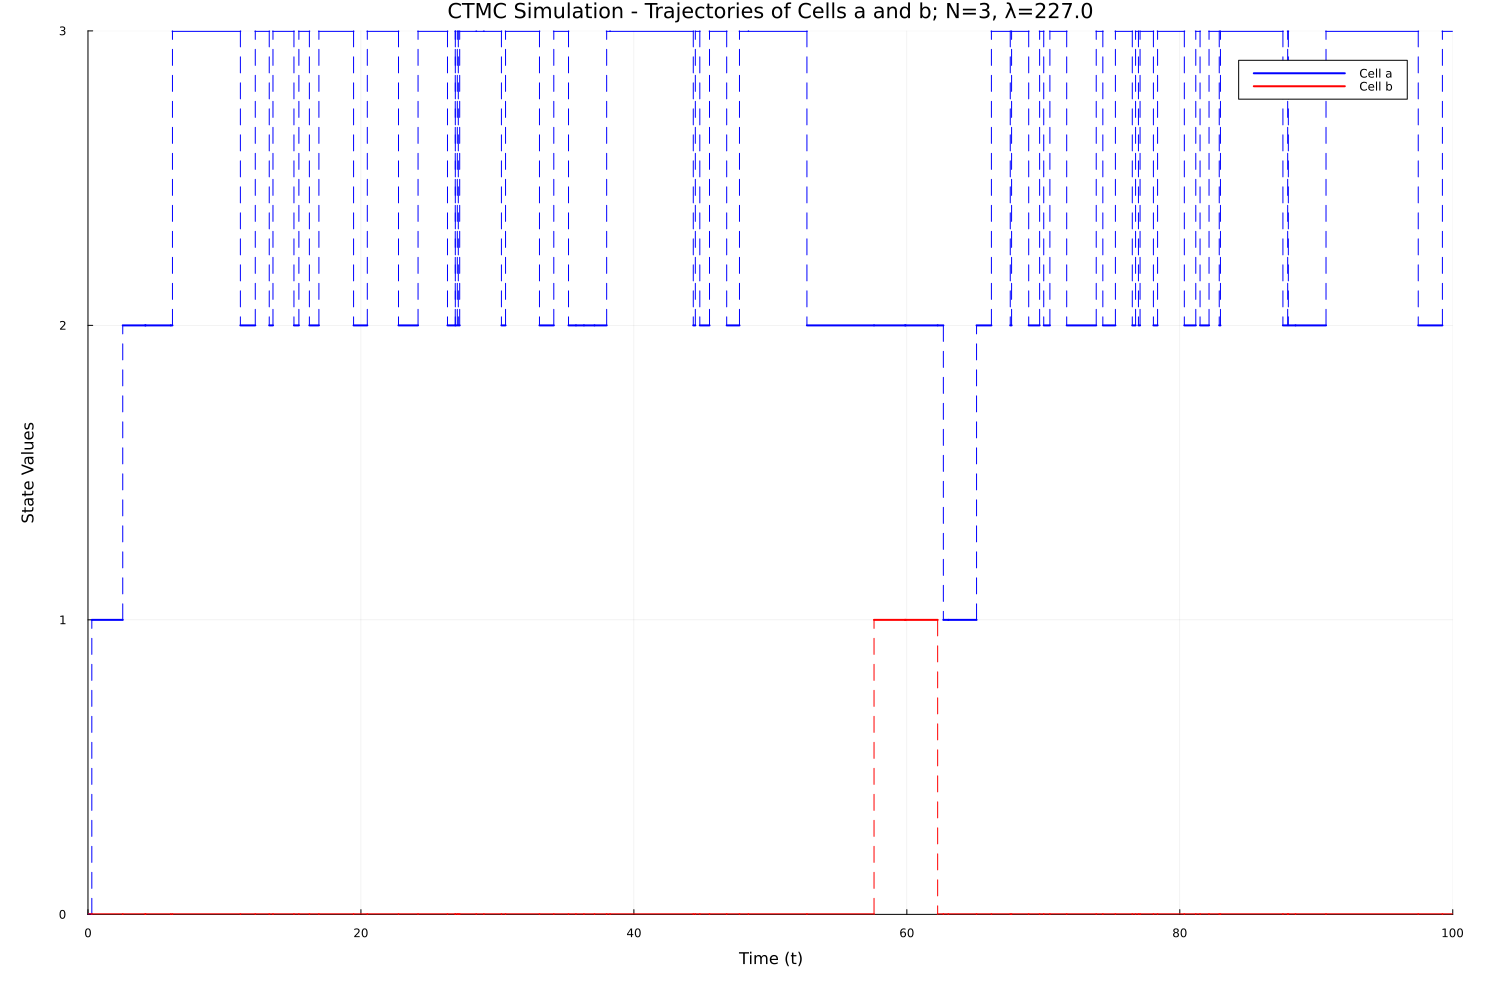 CTMC Simulation - Trajectories of Cells a and b; N=3, λ=227.0
3
Cell a
Cell b
2
State Values
1
0
0 20 40 60 80 100
Time (t)